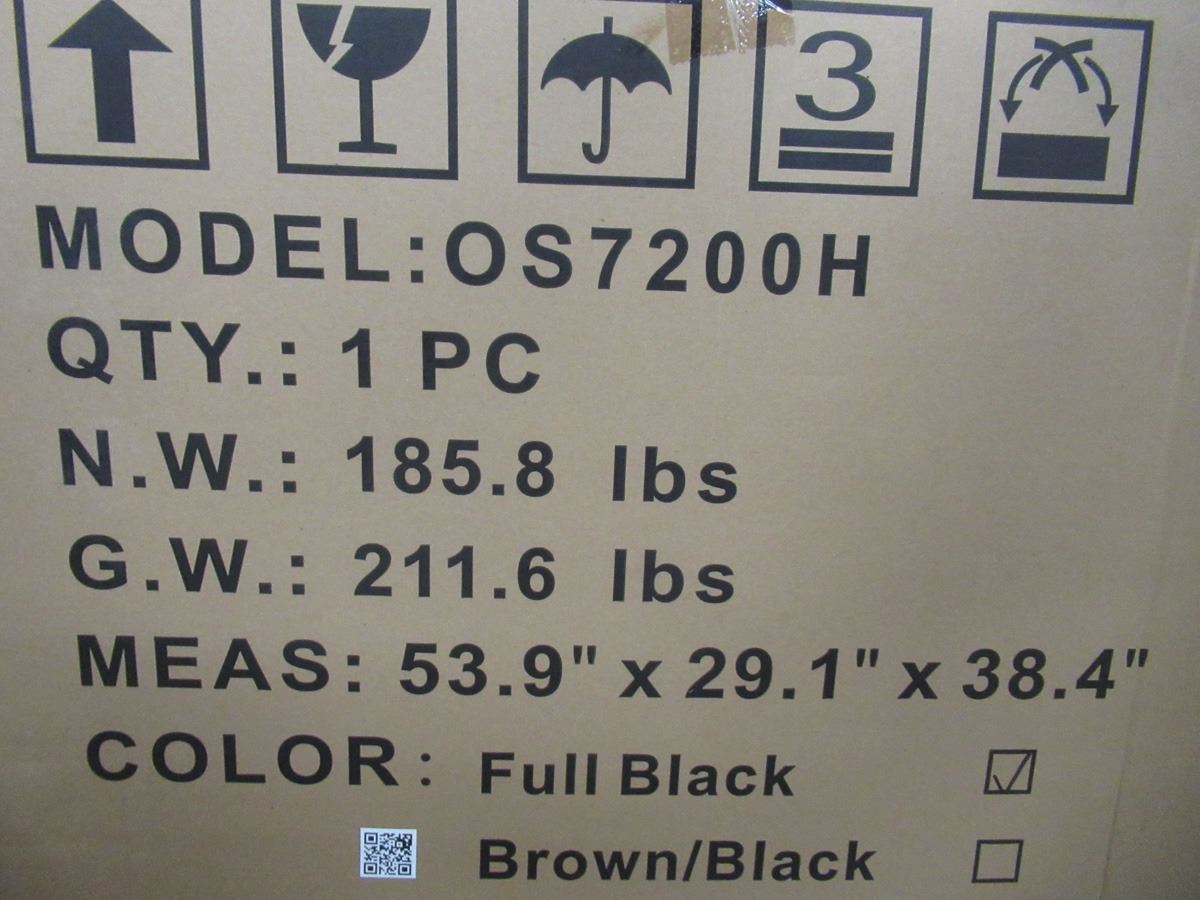 3
MODEL:OS7200H
QTY.: 1 PC
N.W.: 185.8 lbs
G.W.: 211.6 lbs
MEAS: 53.9" x 29.1" x 38.4"
COLOR: Full Black
Brown/Black